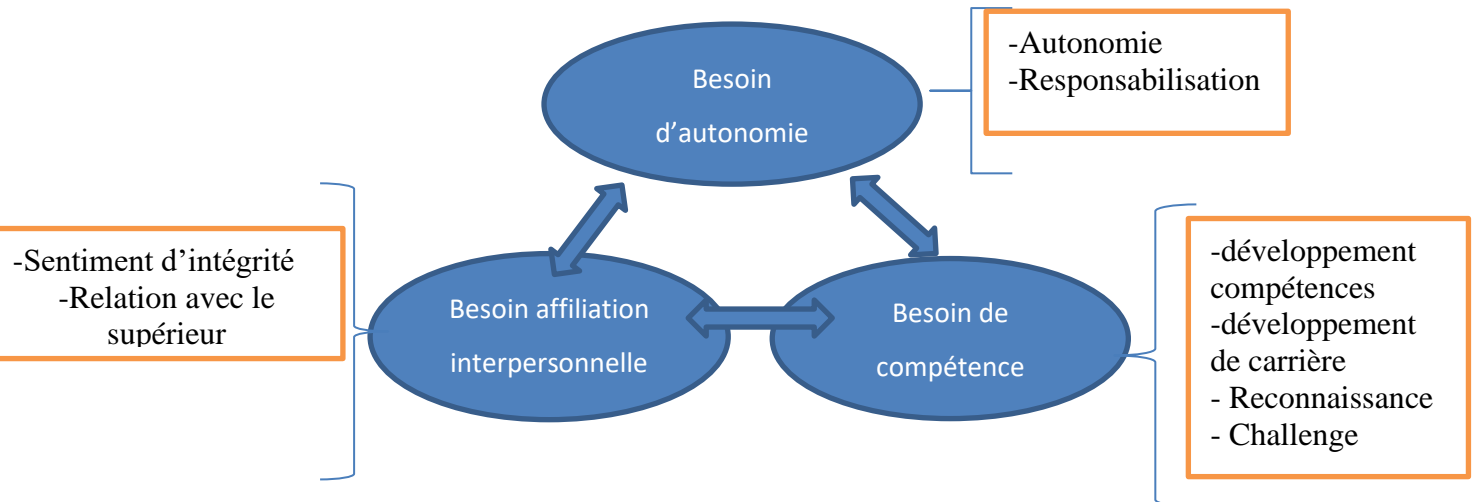 Besoin
d’autonomie
-Autonomie
-Responsabilisation
-Sentiment d’intégrité
-Relation avec le
supérieur
Besoin affiliation
interpersonnelle
Besoin de
compétence
-développement
compétences
-développement
de carrière
- Reconnaissance
- Challenge